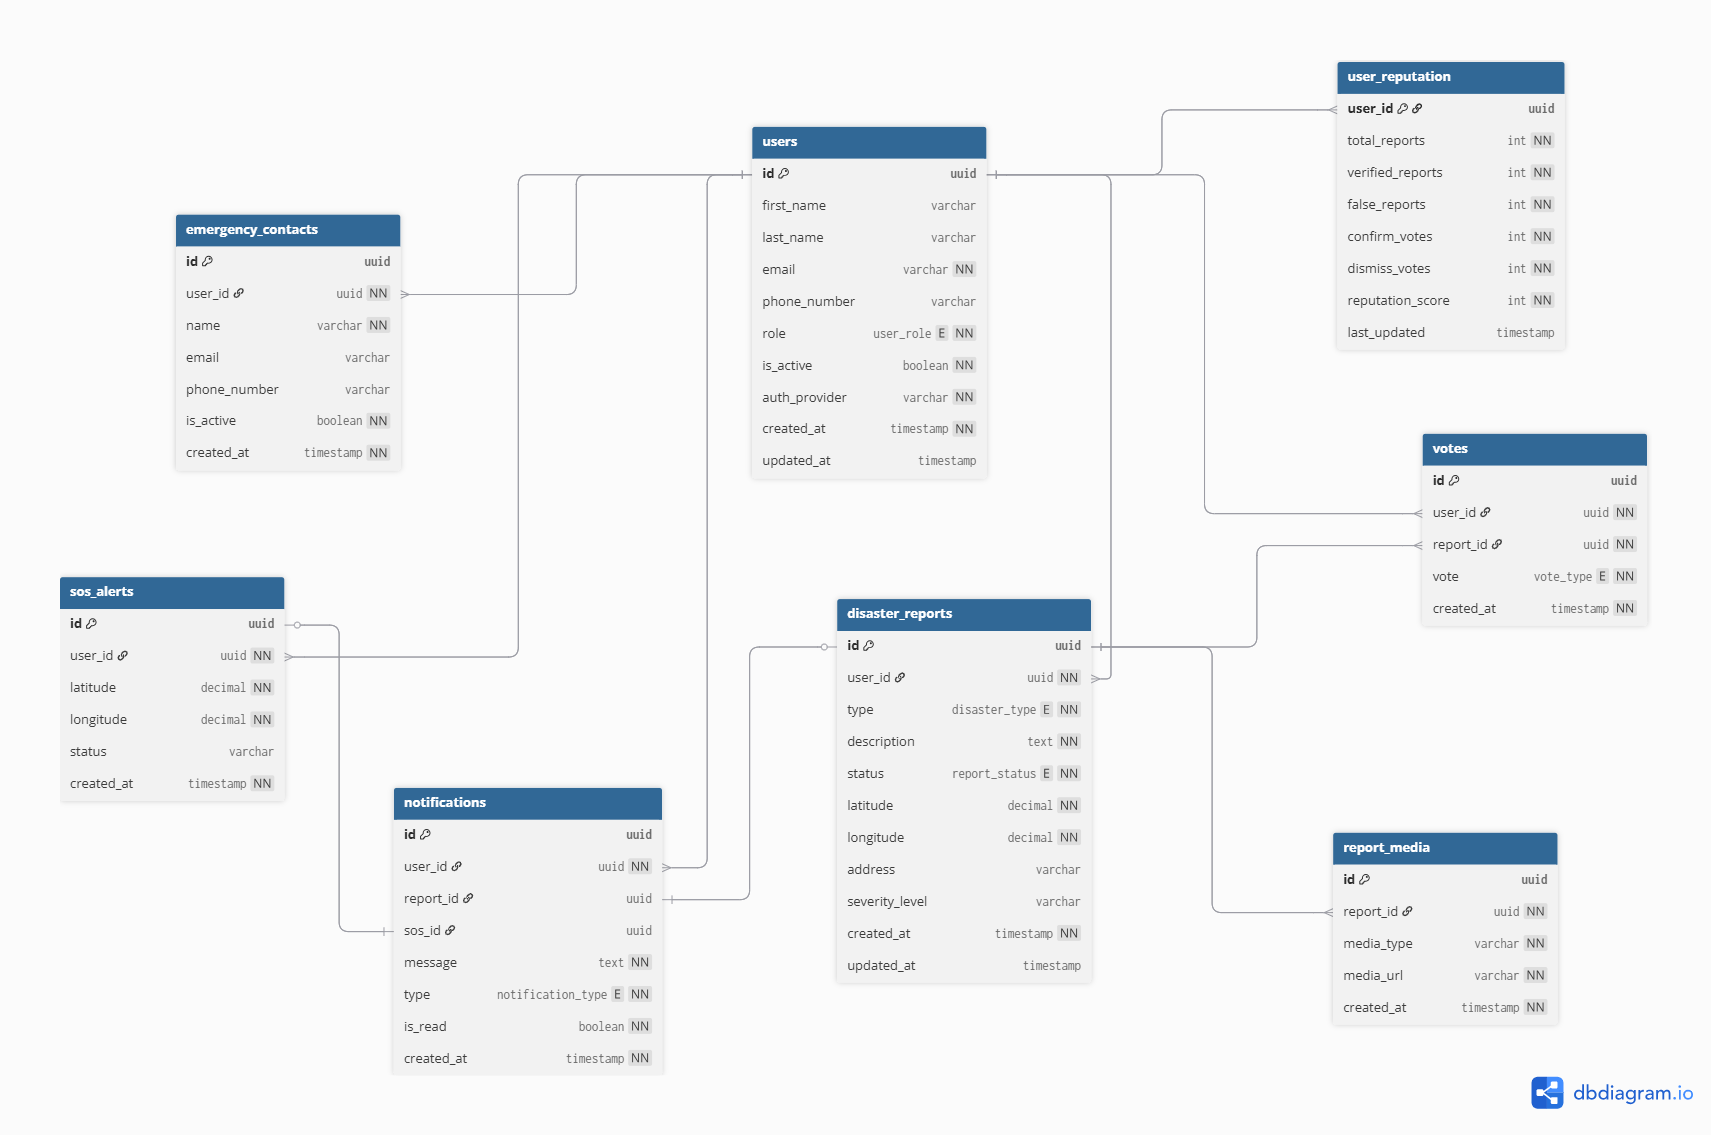 user_reputation
user_id uuid
total_reports int NN
verified_reports int NN
false_reports int NN
confirm_votes int NN
dismiss_votes int NN
reputation_score int NN
last_updated timestamp
users
id uuid
first_name varchar
last_name varchar
email varchar NN
phone_number varchar
role user_role E NN
is_active boolean NN
auth_provider varchar NN
created_at timestamp NN
updated_at timestamp
emergency_contacts
id uuid
user_id uuid NN
name varchar NN
email varchar
phone_number varchar
is_active boolean NN
created_at timestamp NN
votes
id uuid
user_id uuid NN
report_id uuid NN
vote vote_type E NN
created_at timestamp NN
sos_alerts
id uuid
user_id uuid NN
latitude decimal NN
longitude decimal NN
status varchar
created_at timestamp NN
disaster_reports
id uuid
user_id uuid NN
type disaster_type E NN
description text NN
status report_status E NN
latitude decimal NN
longitude decimal NN
address varchar
severity_level varchar
created_at timestamp NN
updated_at timestamp
notifications
id uuid
user_id uuid NN
report_id uuid
sos_id uuid
message text NN
type notification_type E NN
is_read boolean NN
created_at timestamp NN
report_media
id uuid
report_id uuid NN
media_type varchar NN
media_url varchar NN
created_at timestamp NN
dbdiagram.io